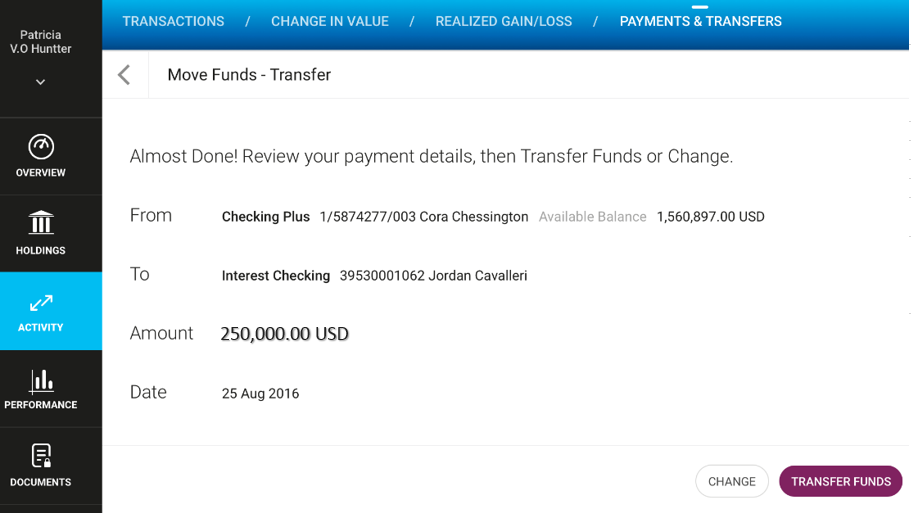 Patricia
V.O Huntter
TRANSACTIONS / CHANGE IN VALUE / REALIZED GAIN/LOSS / PAYMENTS & TRANSFERS
Move Funds - Transfer
OVERVIEW
HOLDINGS
ACTIVITY
PERFORMANCE
DOCUMENTS
Almost Done! Review your payment details, then Transfer Funds or Change.
From Checking Plus 1/5874277/003 Cora Chessington Available Balance 1,560,897.00 USD
To Interest Checking 39530001062 Jordan Cavalleri
Amount 250,000.00 USD
Date 25 Aug 2016
CHANGE TRANSFER FUNDS